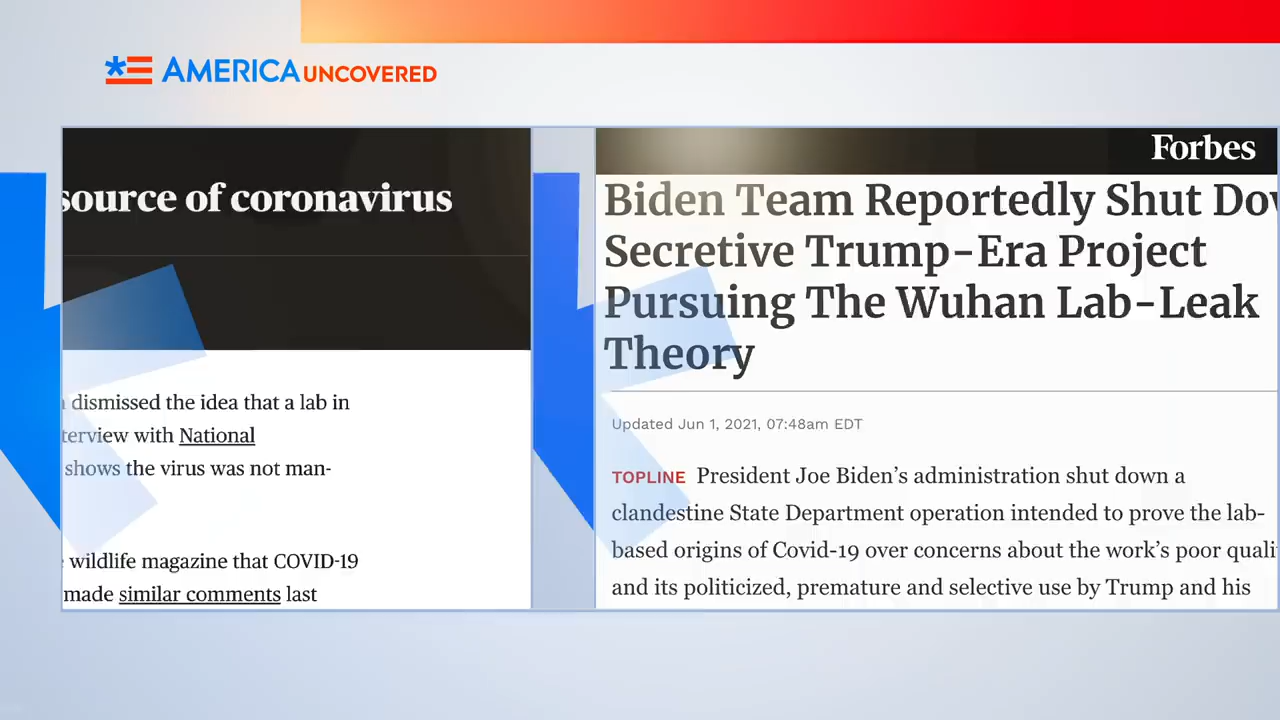 AMERICA UNCOVERED
source of coronavirus
dismissed the idea that a lab in
interview with National
shows the virus was not man-
wildlife magazine that COVID-19
made similar comments last
Forbes
Biden Team Reportedly Shut
Secretive Trump-Era Project
Pursuing The Wuhan Lab-Leak
Theory
Updated Jun 1, 2021, 07:48am EDT
TOPLINE President Joe Biden's administration shut down a
clandestine State Department operation intended to prove the lab-
based origins of Covid-19 over concerns about the work's poor
and its politicized, premature and selective use by Trump and his